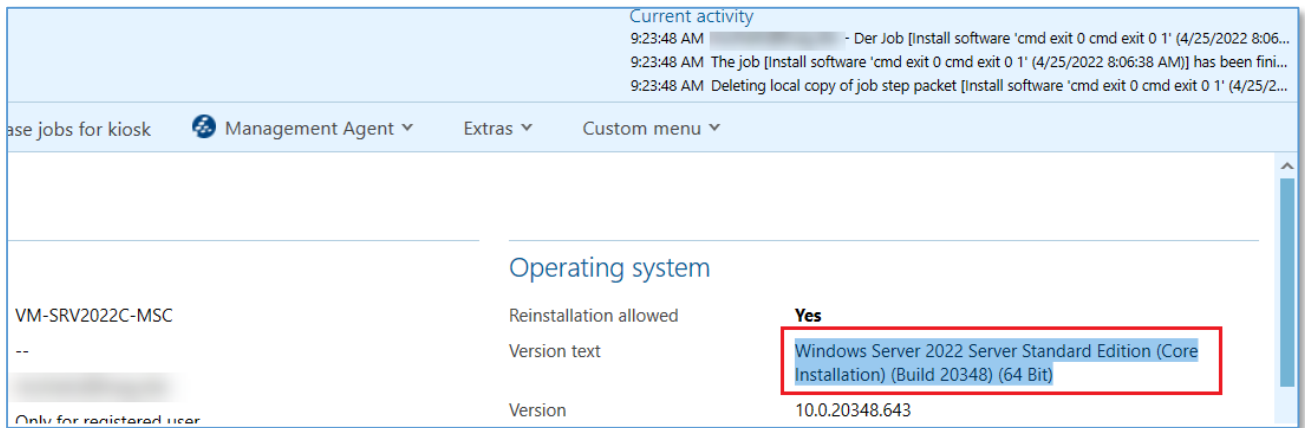 Current activity
9:23:48 AM - Der Job [Install software 'cmd exit 0 cmd exit 0 1' (4/25/2022 8:06...
9:23:48 AM The job [Install software 'cmd exit 0 cmd exit 0 1' (4/25/2022 8:06:38 AM)] has been fini...
9:23:48 AM Deleting local copy of job step packet [Install software 'cmd exit 0 cmd exit 0 1' (4/25/2...
ase jobs for kiosk Management Agent Extras Custom menu
Operating system
VM-SRV2022C-MSC Reinstallation allowed Yes
-- Version text Windows Server 2022 Server Standard Edition (Core
Installation) (Build 20348) (64 Bit)
Only for registered user Version 10.0.20348.643